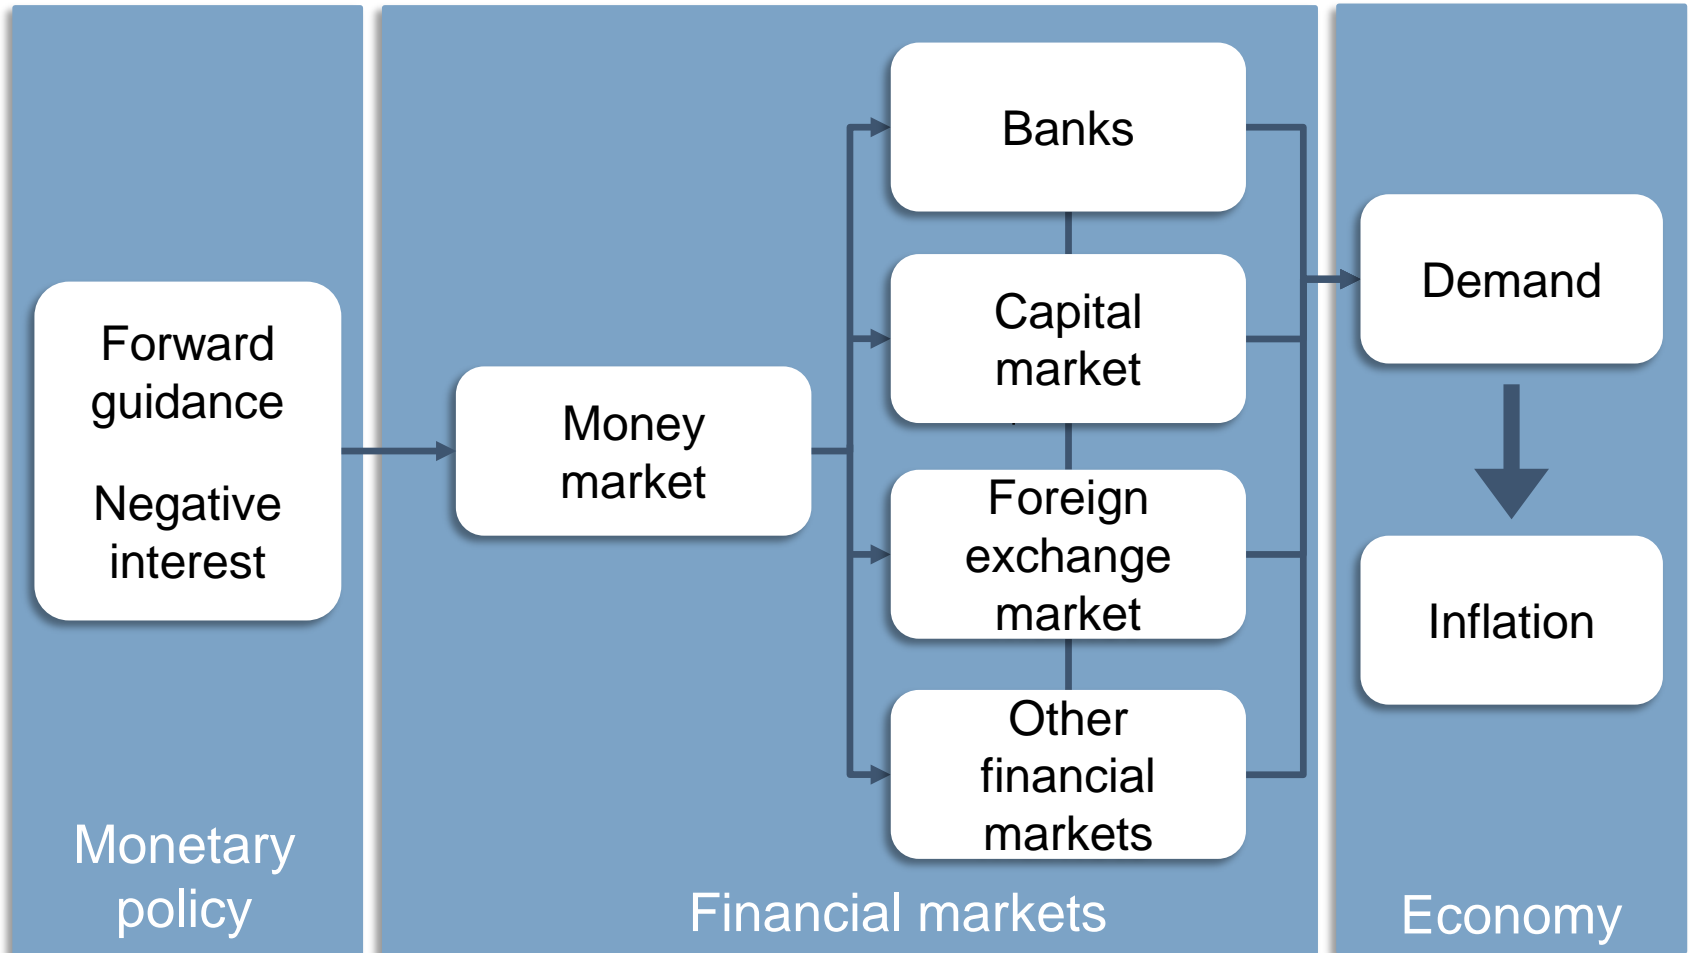 Forward
guidance
Negative
interest
Monetary
policy
Money
market
Banks
Capital
market
Foreign
exchange
market
Other
financial
markets
Financial markets
Demand
Inflation
Economy